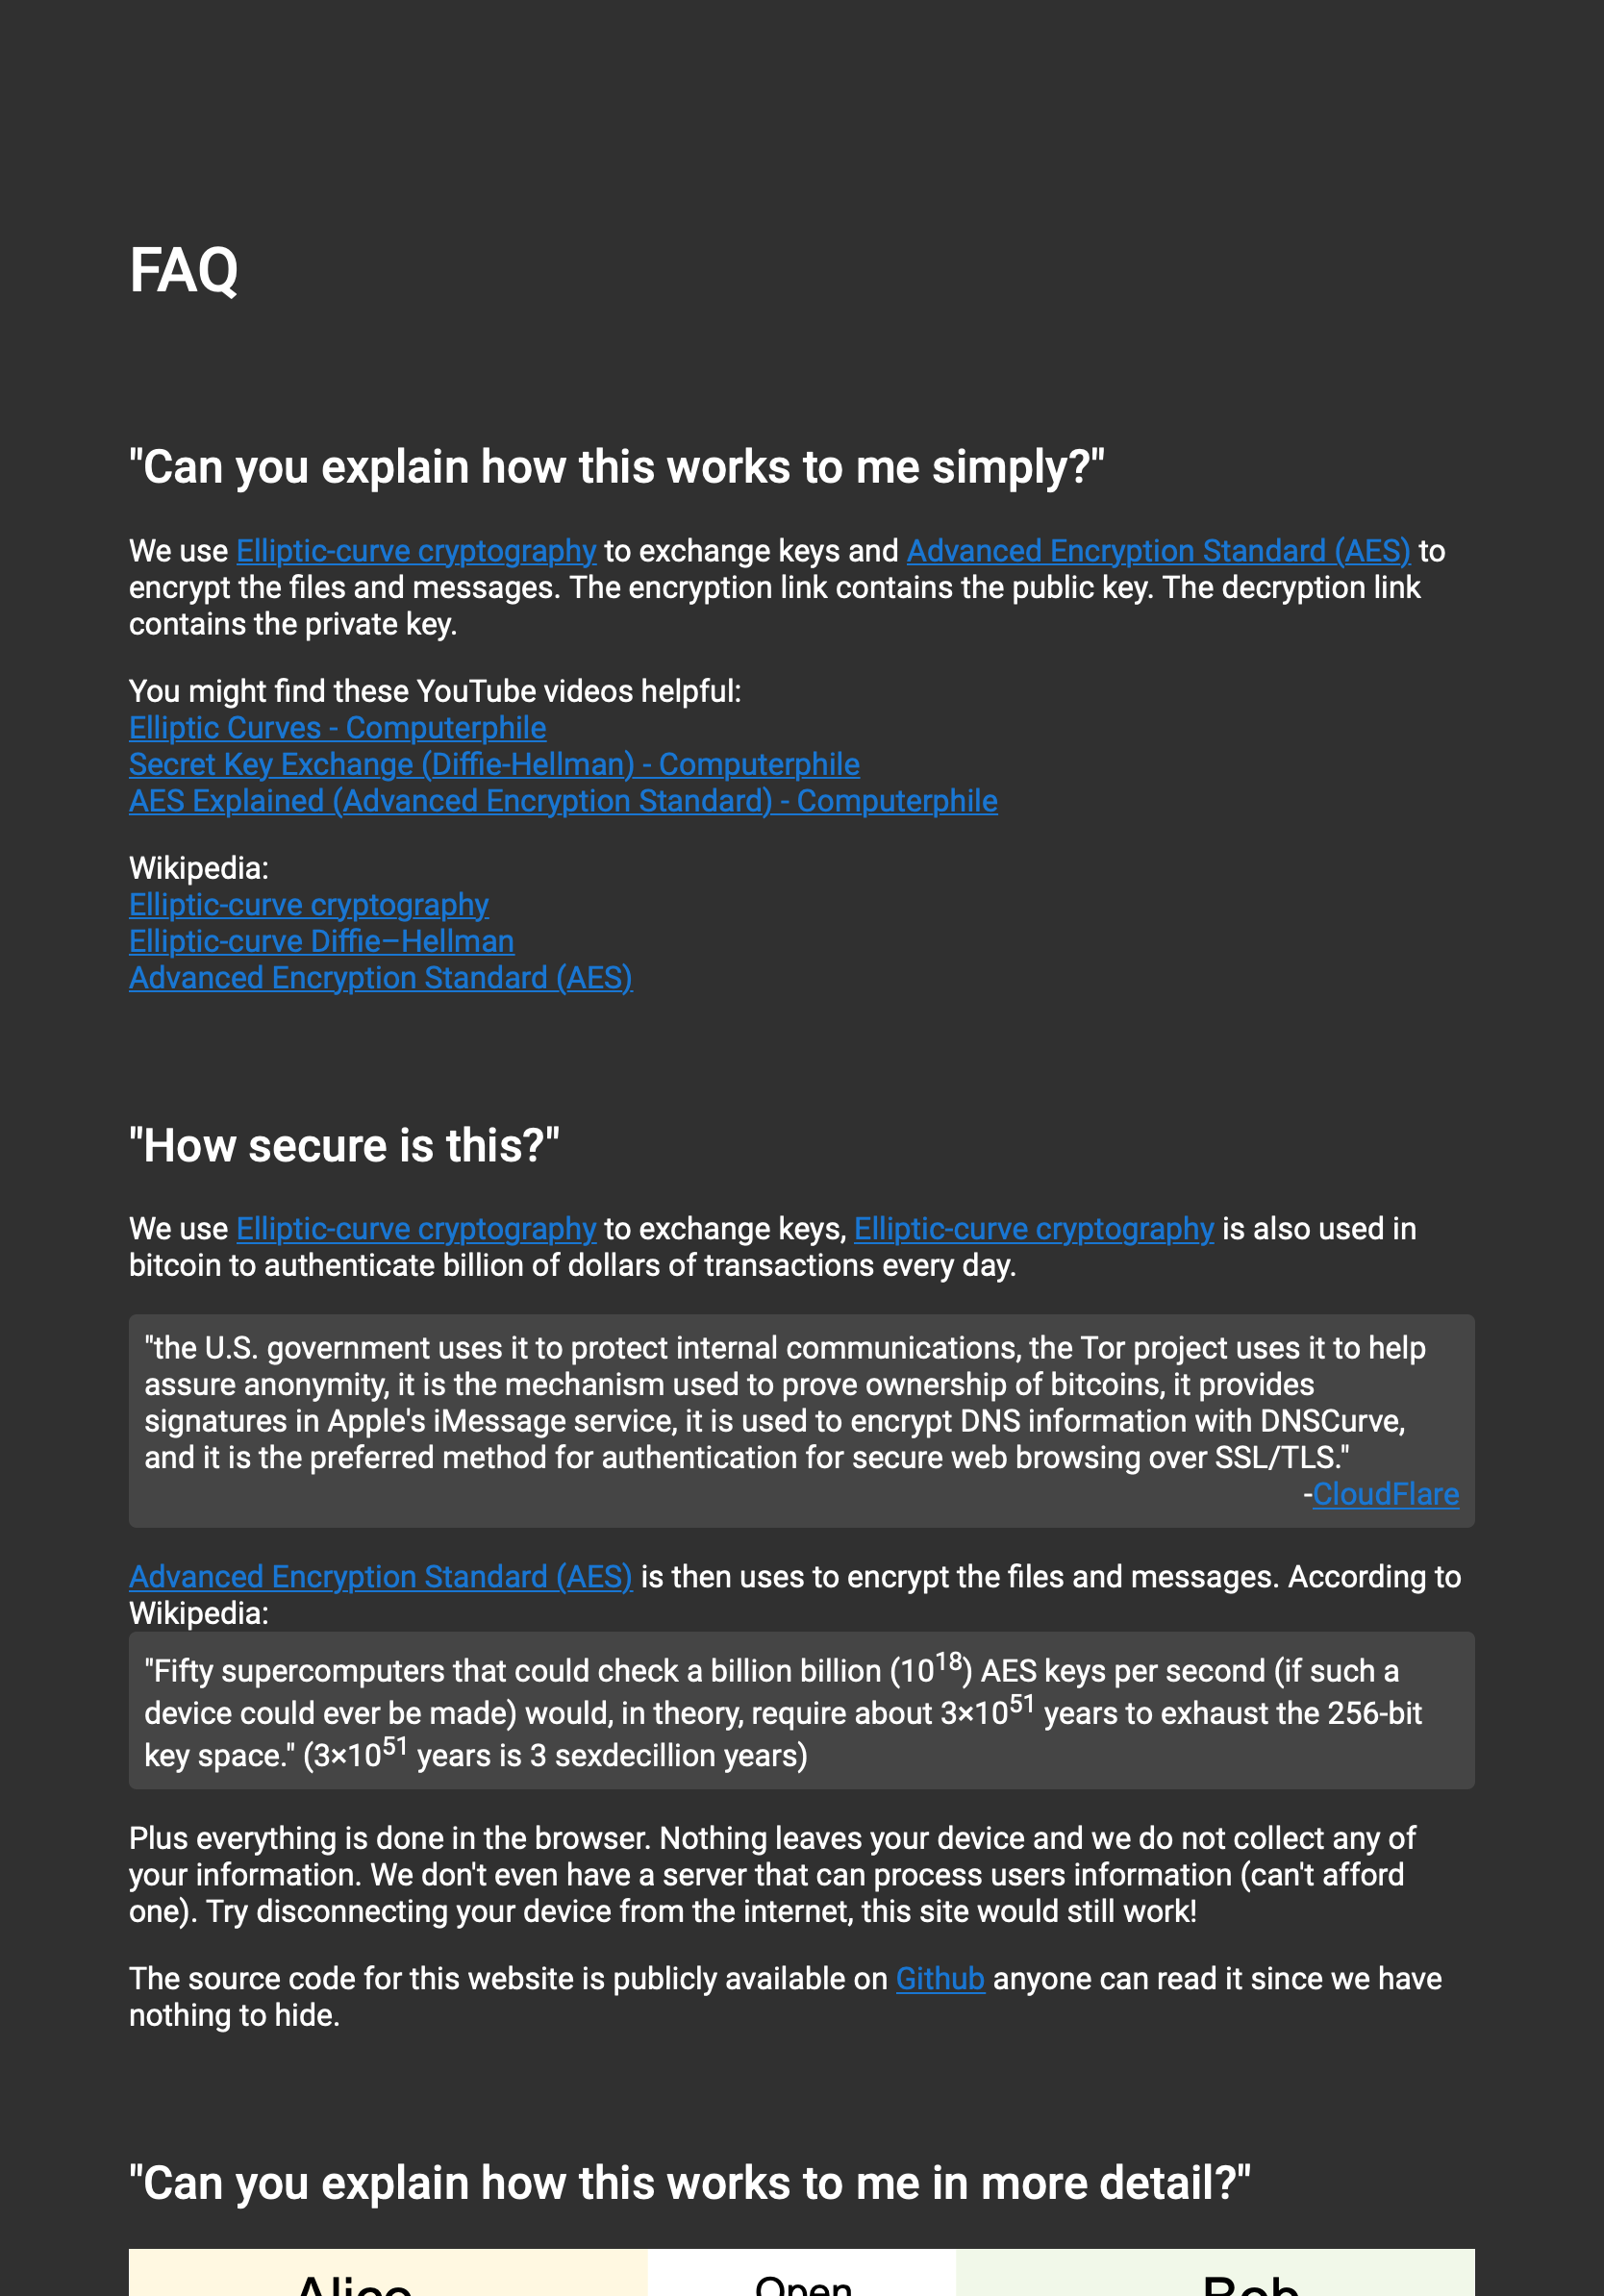 FAQ
"Can you explain how this works to me simply?"
We use Elliptic-curve cryptography to exchange keys and Advanced Encryption Standard (AES) to
encrypt the files and messages. The encryption link contains the public key. The decryption link
contains the private key.
You might find these YouTube videos helpful:
Elliptic Curves - Computerphile
Secret Key Exchange (Diffie-Hellman) - Computerphile
AES Explained (Advanced Encryption Standard) - Computerphile
Wikipedia:
Elliptic-curve cryptography
Elliptic-curve Diffie–Hellman
Advanced Encryption Standard (AES)
"How secure is this?"
We use Elliptic-curve cryptography to exchange keys, Elliptic-curve cryptography is also used in
bitcoin to authenticate billion of dollars of transactions every day.
"the U.S. government uses it to protect internal communications, the Tor project uses it to help
assure anonymity, it is the mechanism used to prove ownership of bitcoins, it provides
signatures in Apple's iMessage service, it is used to encrypt DNS information with DNSCurve,
and it is the preferred method for authentication for secure web browsing over SSL/TLS."
-CloudFlare
Advanced Encryption Standard (AES) is then uses to encrypt the files and messages. According to
Wikipedia:
"Fifty supercomputers that could check a billion billion (10^18) AES keys per second (if such a
device could ever be made) would, in theory, require about 3×10^51 years to exhaust the 256-bit
key space." (3×10^51 years is 3 sexdecillion years)
Plus everything is done in the browser. Nothing leaves your device and we do not collect any of
your information. We don't even have a server that can process users information (can't afford
one). Try disconnecting your device from the internet, this site would still work!
The source code for this website is publicly available on Github anyone can read it since we have
nothing to hide.
"Can you explain how this works to me in more detail?"
Alice Open Bob